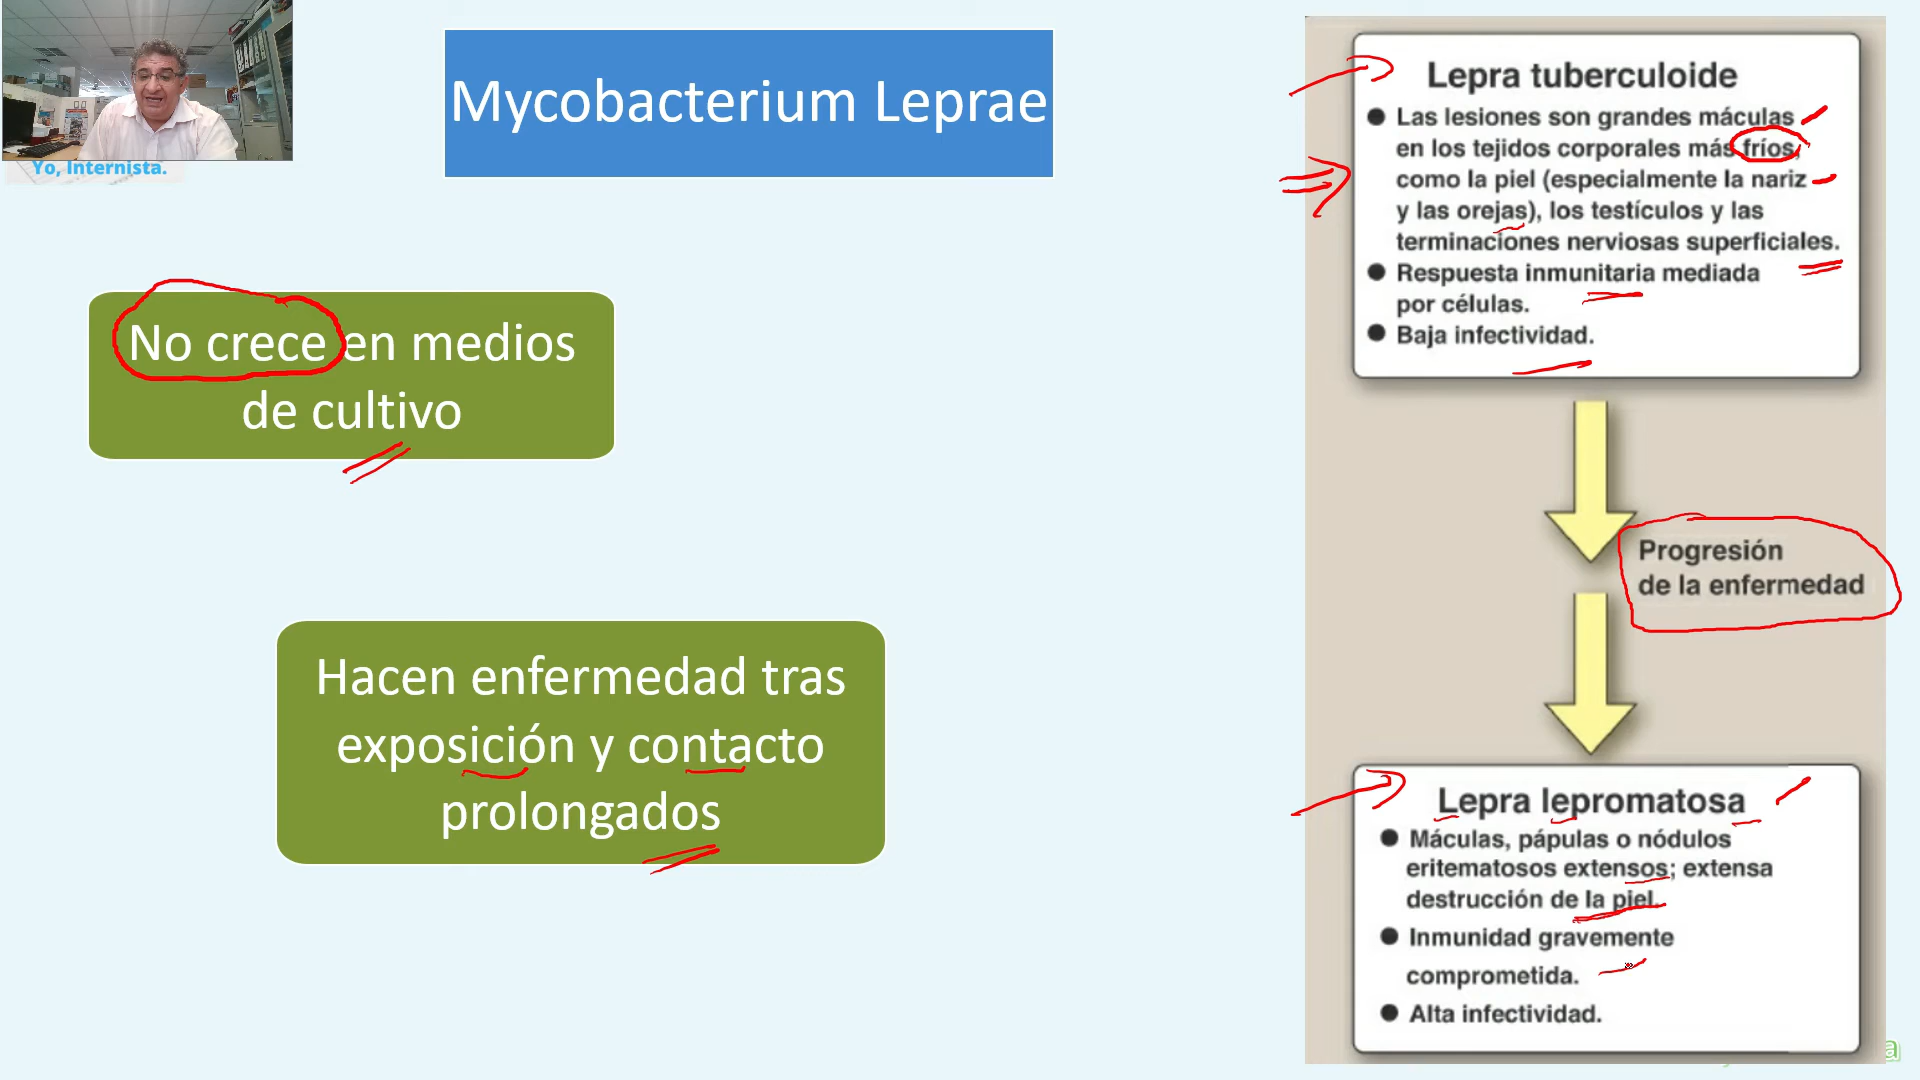 Yo, Internista.
Mycobacterium Leprae
No crece en medios
de cultivo
Hacen enfermedad tras
exposición y contacto
prolongados
Lepra tuberculoide
● Las lesiones son grandes máculas
en los tejidos corporales más fríos,
como la piel (especialmente la nariz
y las orejas), los testículos y las
terminaciones nerviosas superficiales.
● Respuesta inmunitaria mediada
por células.
● Baja infectividad.
Progresión
de la enfermedad
Lepra lepromatosa
● Máculas, pápulas o nódulos
eritematosos extensos; extensa
destrucción de la piel.
● Inmunidad gravemente
comprometida.
● Alta infectividad.